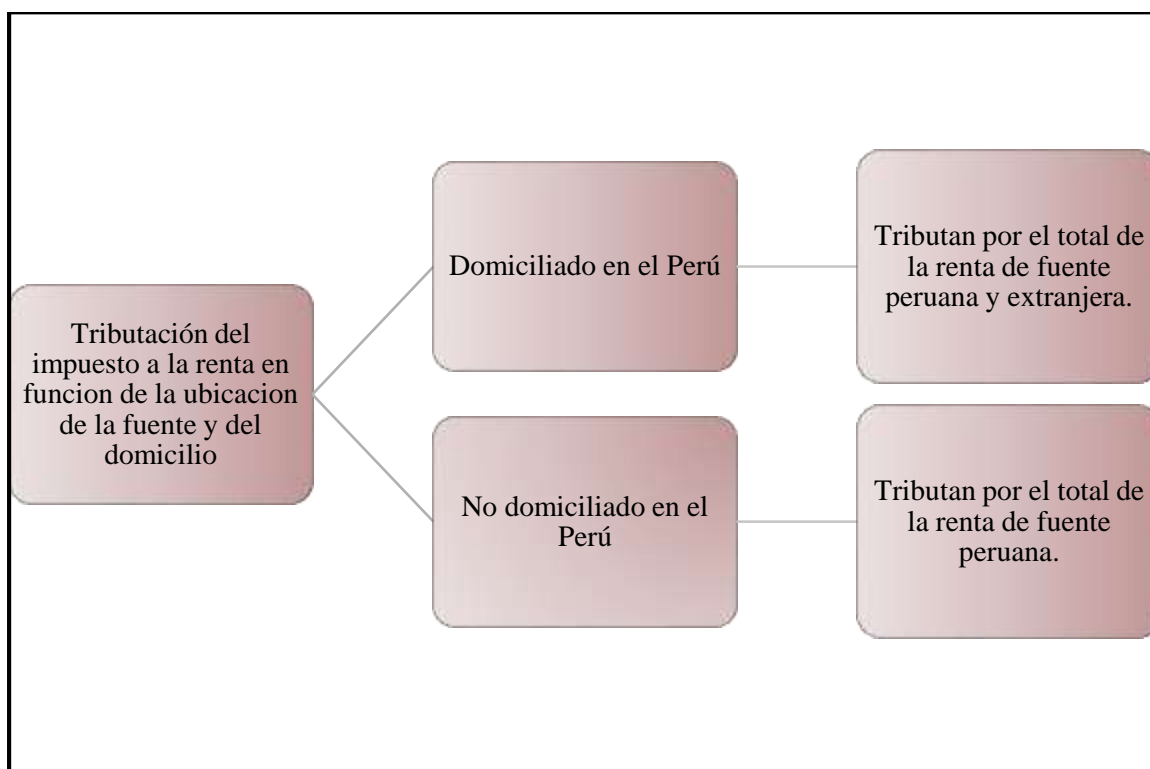 Tributación del
impuesto a la renta en
funcion de la ubicacion
de la fuente y del
domicilio
Domiciliado en el Perú
Tributan por el total de
la renta de fuente
peruana y extranjera.
No domiciliado en el
Perú
Tributan por el total de
la renta de fuente
peruana.